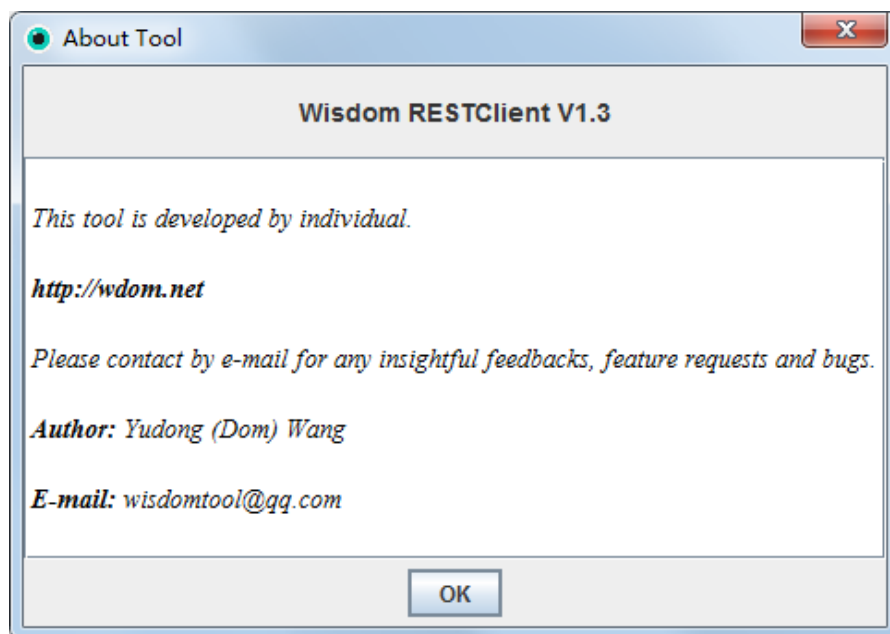 About Tool
Wisdom RESTClient V1.3
This tool is developed by individual.
http://wdom.net
Please contact by e-mail for any insightful feedbacks, feature requests and bugs.
Author: Yudong (Dom) Wang
E-mail: wisdomtool@qq.com
OK